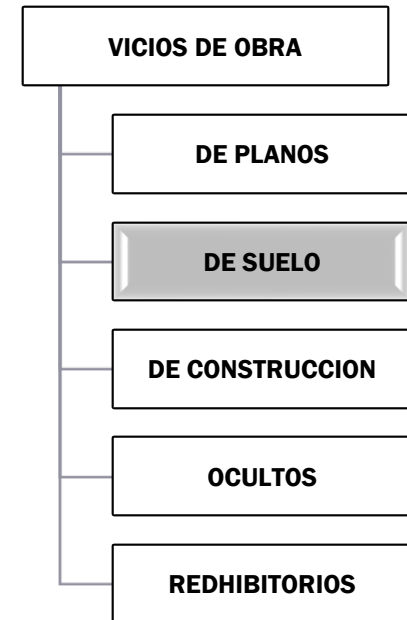 VICIOS DE OBRA
DE PLANOS
DE SUELO
DE CONSTRUCCION
OCULTOS
REDHIBITORIOS